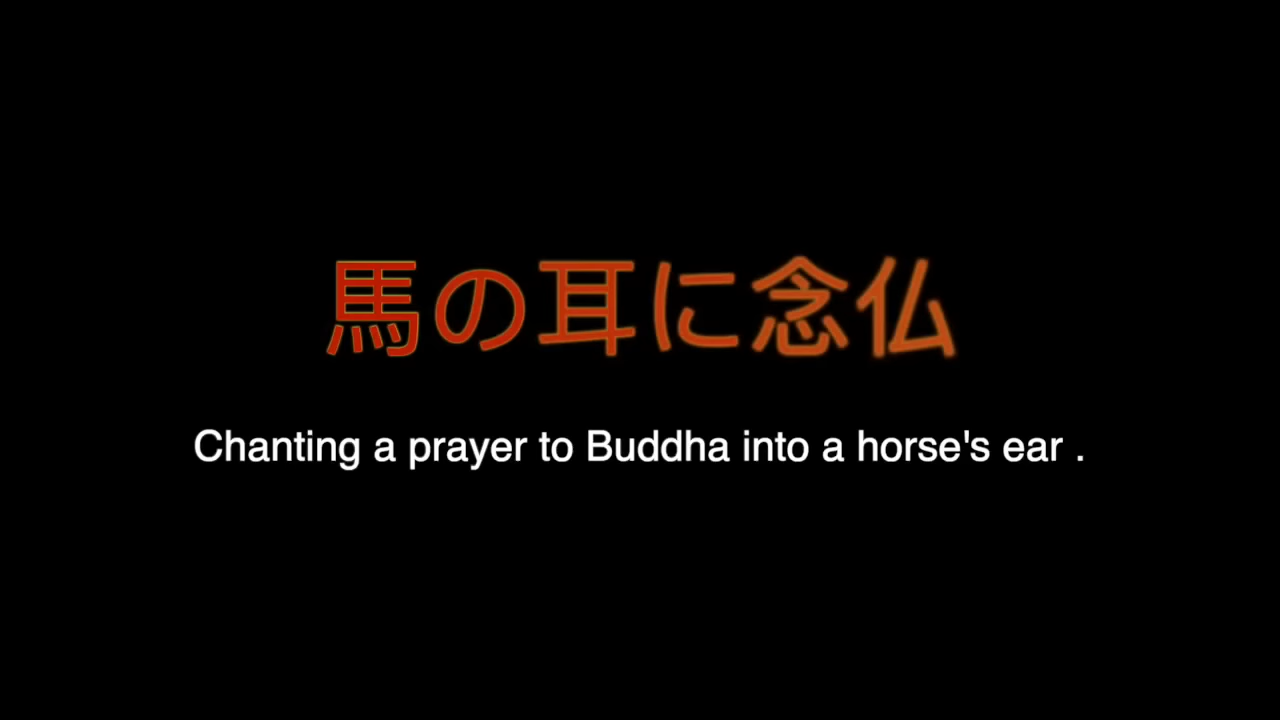 馬の耳に念仏
Chanting a prayer to Buddha into a horse's ear .